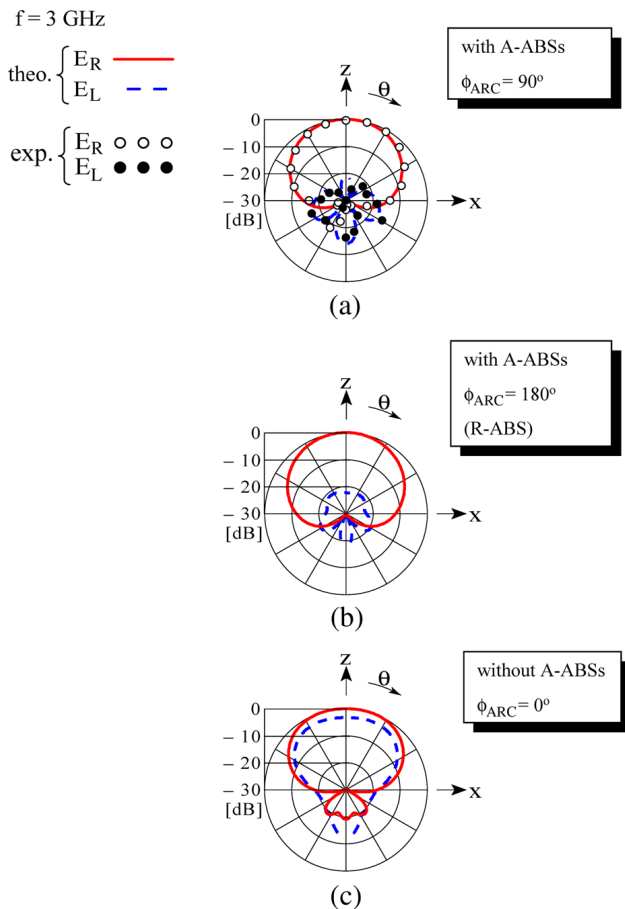 f = 3 GHz
theo. { E_R
E_L
exp. { E_R
E_L
with A-ABSs
ϕ_ARC = 90°
z
θ
0
– 10
– 20
– 30
[dB]
x
(a)
with A-ABSs
ϕ_ARC = 180°
(R-ABS)
z
θ
0
– 10
– 20
– 30
[dB]
x
(b)
without A-ABSs
ϕ_ARC = 0°
z
θ
0
– 10
– 20
– 30
[dB]
x
(c)